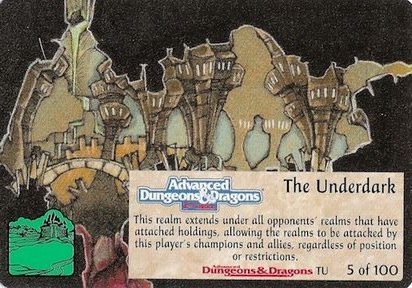 The Underdark
Advanced
Dungeons & Dragons
This realm extends under all opponents' realms that have
attached holdings, allowing the realms to be attacked by
this player's champions and allies, regardless of position
or restrictions.
Advanced
Dungeons & Dragons TU 5 of 100